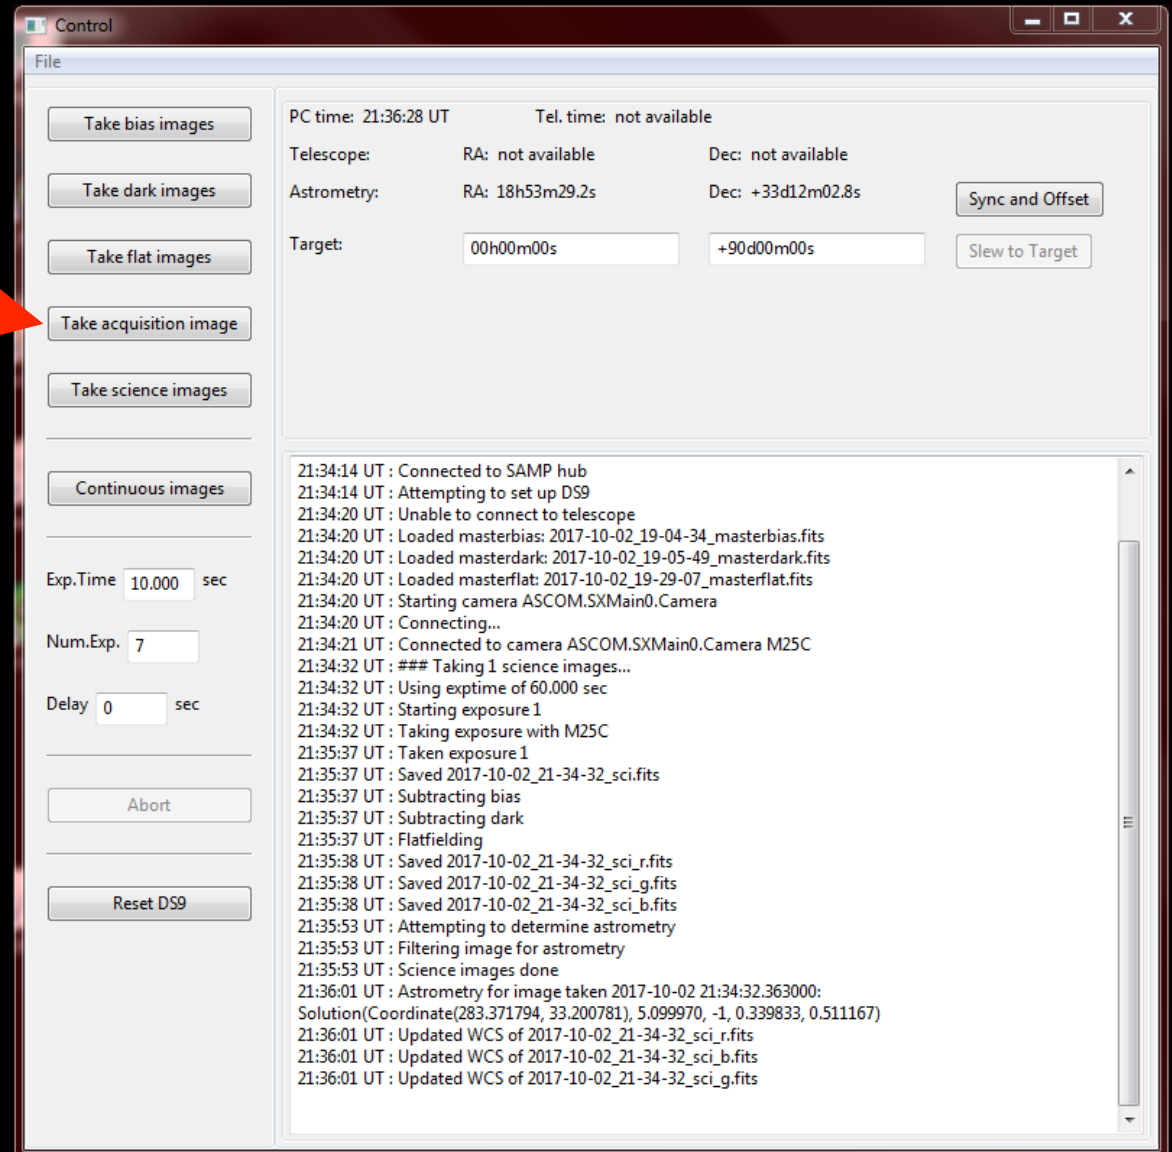 Control
File
Take bias images
Take dark images
Take flat images
Take acquisition image
Take science images
Continuous images
Exp.Time 10.000 sec
Num.Exp. 7
Delay 0 sec
Abort
Reset DS9
PC time: 21:36:28 UT Tel. time: not available
Telescope: RA: not available Dec: not available
Astrometry: RA: 18h53m29.2s Dec: +33d12m02.8s Sync and Offset
Target: 00h00m00s +90d00m00s Slew to Target
21:34:14 UT : Connected to SAMP hub
21:34:14 UT : Attempting to set up DS9
21:34:20 UT : Unable to connect to telescope
21:34:20 UT : Loaded masterbias: 2017-10-02_19-04-34_masterbias.fits
21:34:20 UT : Loaded masterdark: 2017-10-02_19-05-49_masterdark.fits
21:34:20 UT : Loaded masterflat: 2017-10-02_19-29-07_masterflat.fits
21:34:20 UT : Starting camera ASCOM.SXMain0.Camera
21:34:20 UT : Connecting...
21:34:21 UT : Connected to camera ASCOM.SXMain0.Camera M25C
21:34:32 UT : ### Taking 1 science images...
21:34:32 UT : Using exptime of 60.000 sec
21:34:32 UT : Starting exposure 1
21:34:32 UT : Taking exposure with M25C
21:35:37 UT : Taken exposure 1
21:35:37 UT : Saved 2017-10-02_21-34-32_sci.fits
21:35:37 UT : Subtracting bias
21:35:37 UT : Subtracting dark
21:35:37 UT : Flatfielding
21:35:38 UT : Saved 2017-10-02_21-34-32_sci_r.fits
21:35:38 UT : Saved 2017-10-02_21-34-32_sci_g.fits
21:35:38 UT : Saved 2017-10-02_21-34-32_sci_b.fits
21:35:53 UT : Attempting to determine astrometry
21:35:53 UT : Filtering image for astrometry
21:35:53 UT : Science images done
21:36:01 UT : Astrometry for image taken 2017-10-02 21:34:32.363000:
Solution(Coordinate(283.371794, 33.200781), 5.099970, -1, 0.339833, 0.511167)
21:36:01 UT : Updated WCS of 2017-10-02_21-34-32_sci_r.fits
21:36:01 UT : Updated WCS of 2017-10-02_21-34-32_sci_b.fits
21:36:01 UT : Updated WCS of 2017-10-02_21-34-32_sci_g.fits